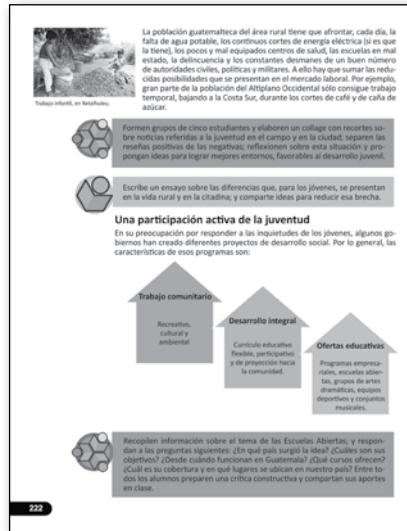 La población guatemalteca del área rural tiene que afrontar, cada día, la
falta de agua potable, los continuos cortes de energía eléctrica (si es que
la tiene), los pocos y mal equipados centros de salud, las escuelas en mal
estado, la delincuencia y los constantes desmanes de un buen número
de autoridades civiles, políticas y militares. A ello hay que sumar las redu-
cidas posibilidades que se presentan en el mercado laboral. Por ejemplo,
gran parte de la población del Altiplano Occidental sólo consigue trabajo
temporal, bajando a la Costa Sur, durante los cortes de café y de caña de
azúcar.
Trabajo infantil, en Retalhuleu.
Formen grupos de cinco estudiantes y elaboren un collage con recortes so-
bre noticias referidas a la juventud en el campo y en la ciudad; separen las
reseñas positivas de las negativas; reflexionen sobre esta situación y pro-
pongan ideas para lograr mejores entornos, favorables al desarrollo juvenil.
Escribe un ensayo sobre las diferencias que, para los jóvenes, se presentan
en la vida rural y en la citadina; y comparte ideas para reducir esa brecha.
Una participación activa de la juventud
En su preocupación por responder a las inquietudes de los jóvenes, algunos go-
biernos han creado diferentes proyectos de desarrollo social. Por lo general, las
características de esos programas son:
Trabajo comunitario
Recreativo,
cultural y
ambiental
Desarrollo integral
Currículo educativo
flexible, participativo
y de proyección hacia
la comunidad.
Ofertas educativas
Programas empresa-
riales, escuelas abier-
tas, grupos de artes
dramáticas, equipos
deportivos y conjuntos
musicales.
Recopilen información sobre el tema de las Escuelas Abiertas; y respon-
dan a las preguntas siguientes: ¿En qué país surgió la idea? ¿Cuáles son sus
objetivos? ¿Desde cuándo funcionan en Guatemala? ¿Qué cursos ofrecen?
¿Cuál es su cobertura y en qué lugares se ubican en nuestro país? Entre to-
dos los alumnos preparen una crítica constructiva y compartan sus aportes
en clase.
222